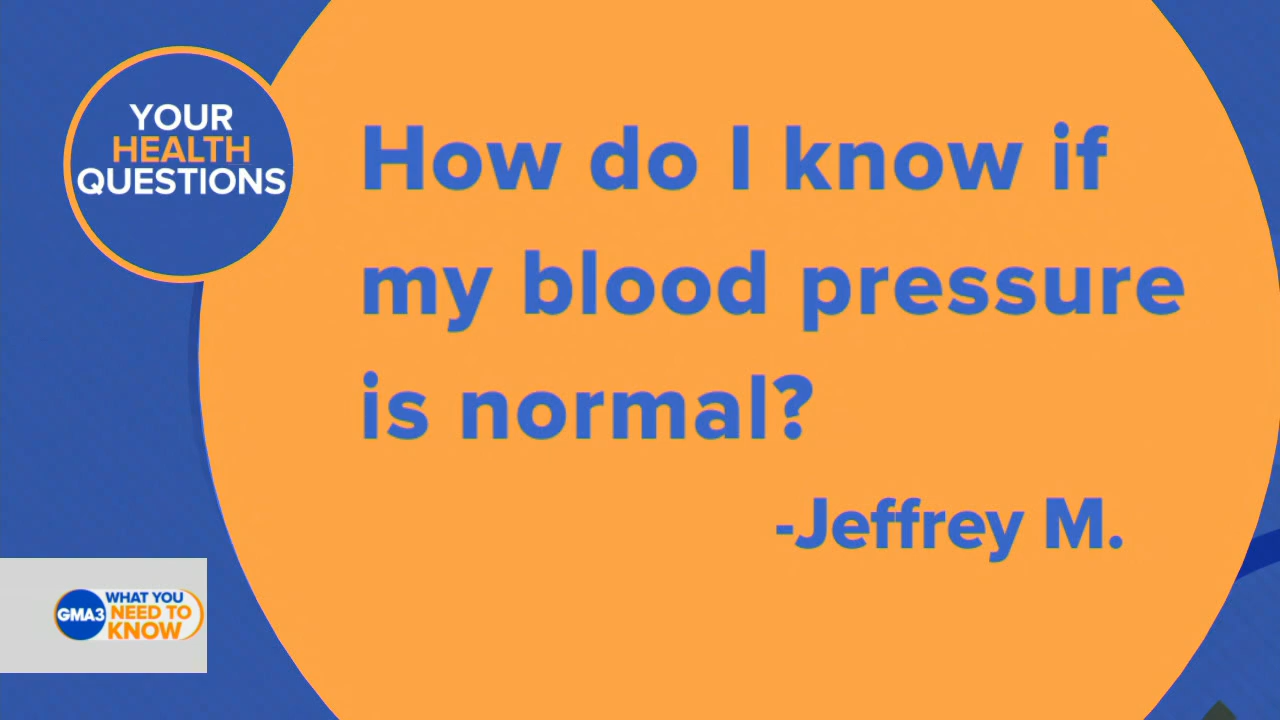 YOUR
HEALTH
QUESTIONS
How do I know if
my blood pressure
is normal?
-Jeffrey M.
GMA3
WHAT YOU
NEED TO
KNOW